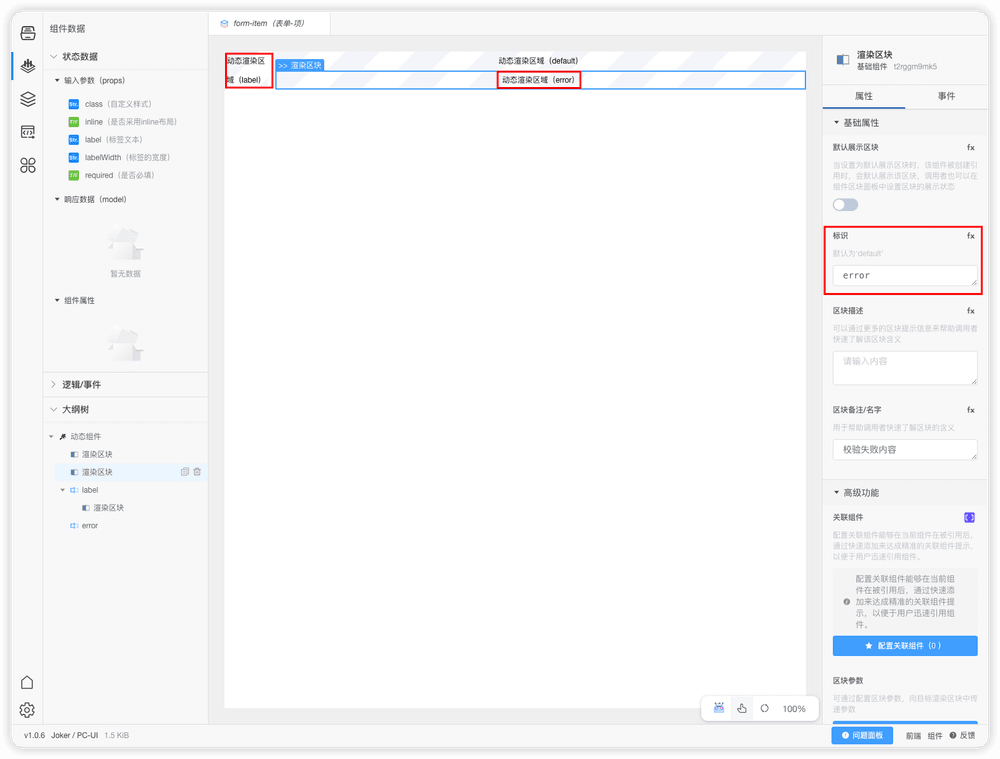 组件数据
form-item（表单-项）
状态数据
输入参数（props）
Str. class（自定义样式）
T/F inline（是否采用inline布局）
Str. label（标签文本）
Str. labelWidth（标签的宽度）
T/F required（是否必填）
响应数据（model）
暂无数据
组件属性
逻辑/事件
大纲树
动态组件
渲染区块
渲染区块
label
渲染区块
error
动态渲染区
域（label）
>> 渲染区块
动态渲染区域（default）
动态渲染区域（error）
100%
渲染区块
基础组件 t2rggm9mk5
属性 事件
基础属性
默认展示区块 fx
当设置为默认展示区块时，该组件被创建引
用时，会默认展示该区块，调用者也可以在
组件区块面板中设置区块的展示状态
标识 fx
默认为'default'
error
区块描述 fx
可以通过更多的区块提示信息来帮助调用者
快速了解该区块含义
请输入内容
区块备注/名字 fx
用于帮助调用者快速了解区块的含义
校验失败内容
高级功能
关联组件
配置关联组件能够在当前组件在被引用后，
通过快速添加来达成精准的关联组件提示，
以便于用户迅速引用组件。
配置关联组件能够在当前组
件在被引用后，通过快速添
加来达成精准的关联组件提
示，以便于用户迅速引用组
件。
配置关联组件（0 ）
区块参数
可通过配置区块参数，向目标渲染区块中传
递参数
v1.0.6 Joker / PC-UI 1.5 KiB
问题面板 前端 组件 反馈